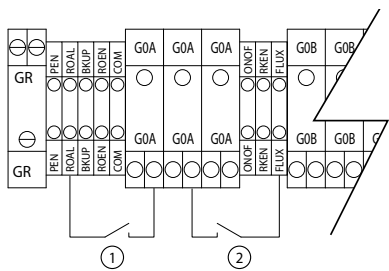 GR PEN ROAL BKUP ROEN COM G0A G0A G0A ONOF RKEN FLUX G0B G0B
GR PEN ROAL BKUP ROEN COM G0A G0A G0A ONOF RKEN FLUX G0B G0B
1 2